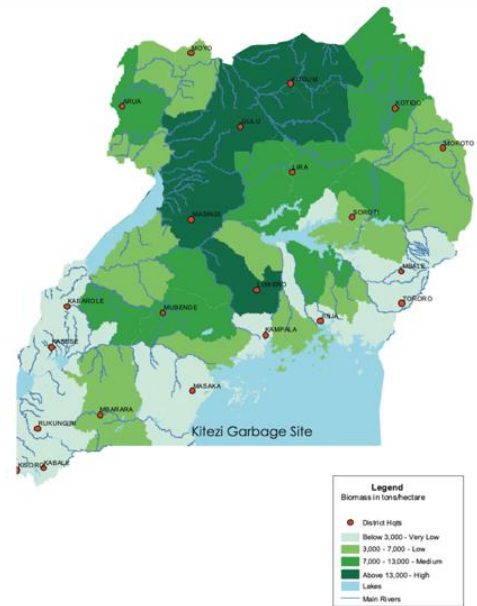 MOYO
KITGUM
ARUA
KOTIDO
GULU
MOROTO
LIRA
MASINDI
SOROTI
MBALE
LUWERO
TORORO
KABAROLE
MUBENDE
JINJA
KAMPALA
KASESE
MASAKA
MBARARA
RUKUNGIRI
Kitezi Garbage Site
KISORO
KABALE
Legend
Biomass in tons/hectare
District Hqts
Below 3,000 - Very Low
3,000 - 7,000 - Low
7,000 - 13,000 - Medium
Above 13,000 - High
Lakes
Main Rivers